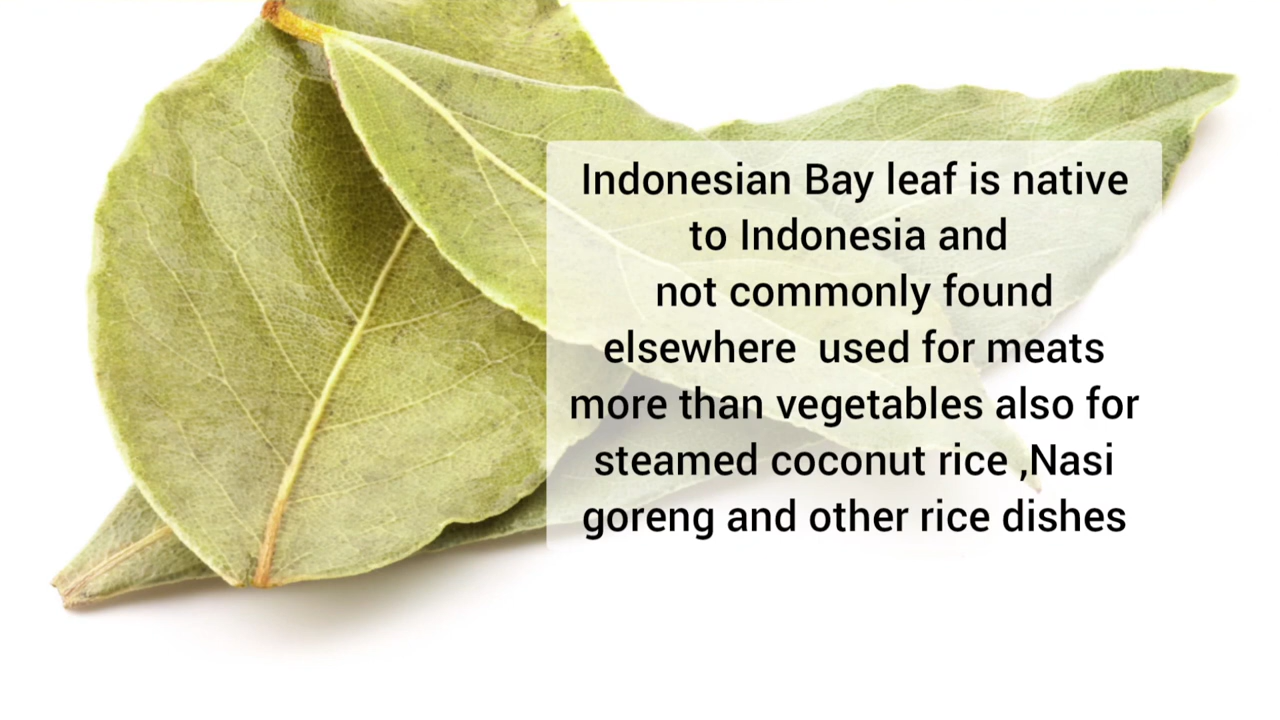 Indonesian Bay leaf is native
to Indonesia and
not commonly found
elsewhere  used for meats
more than vegetables also for
steamed coconut rice ,Nasi
goreng and other rice dishes